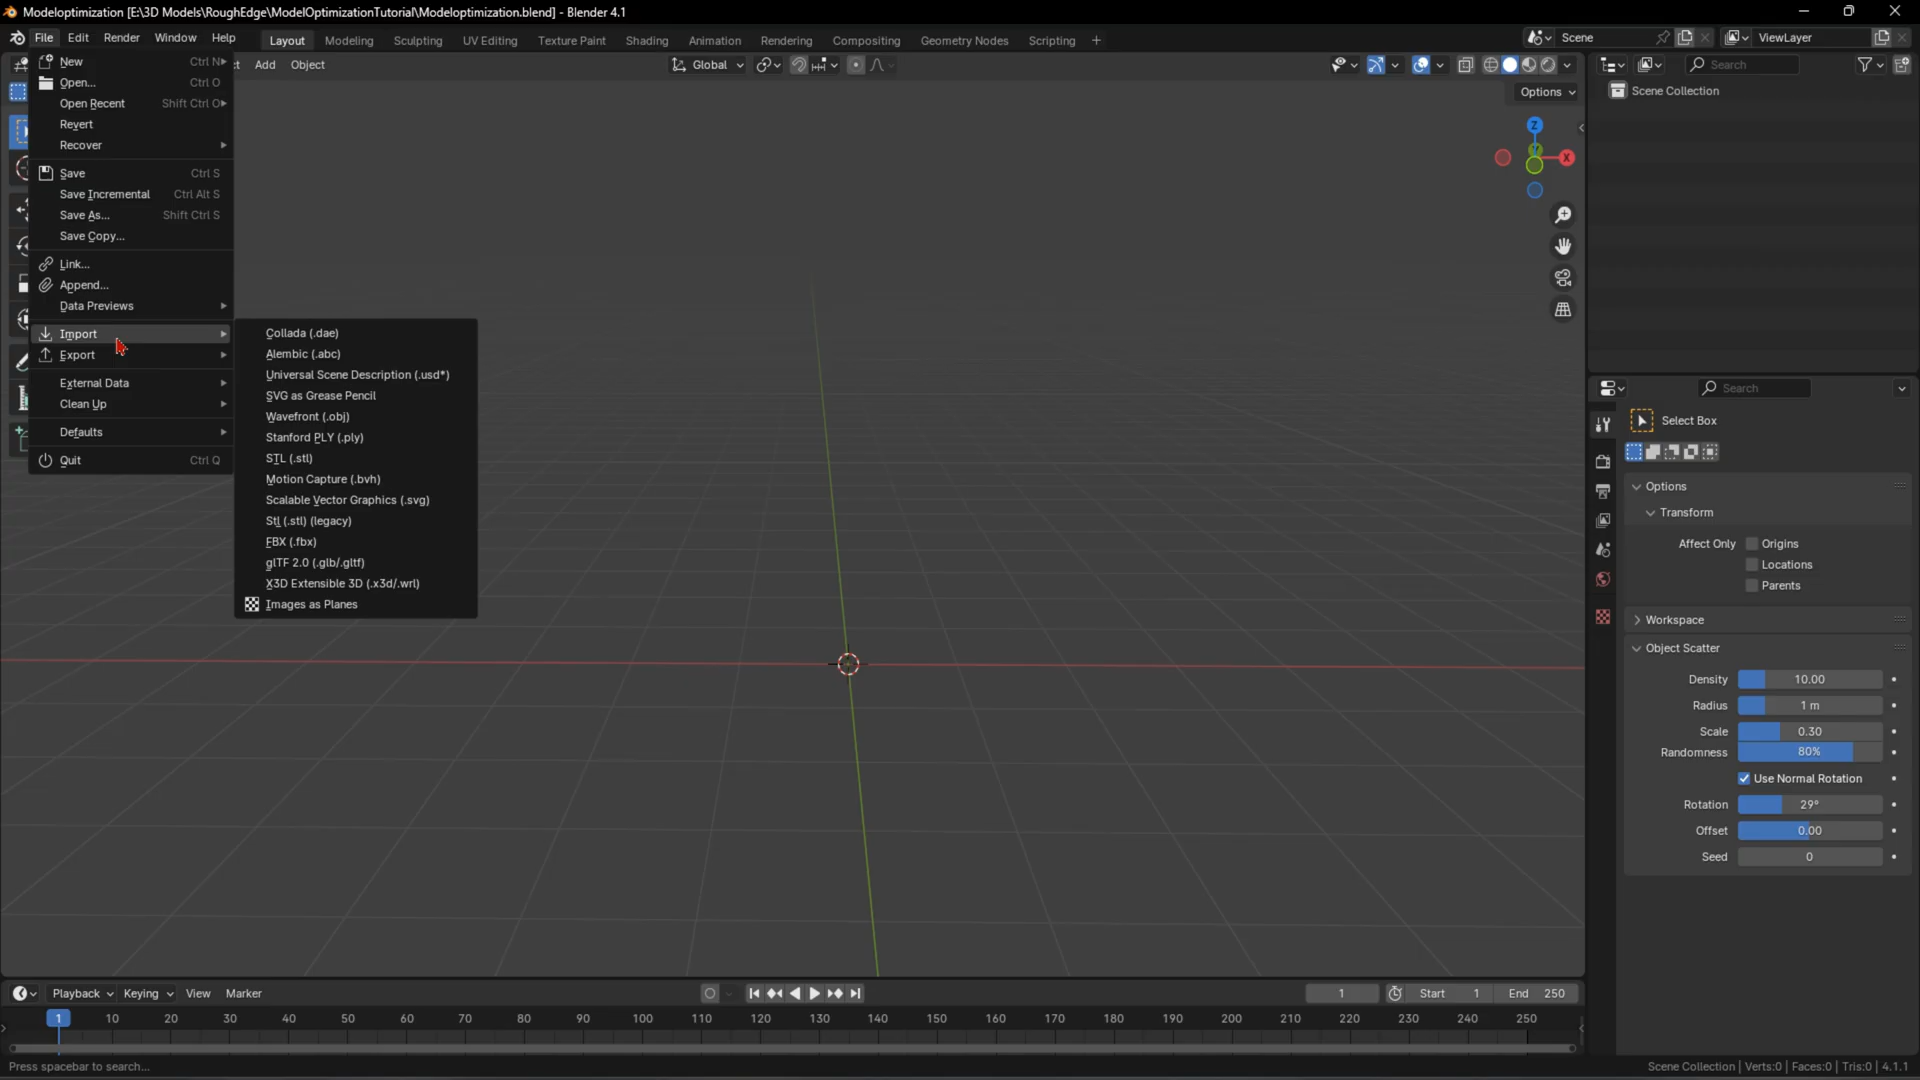 Modeloptimization [E:\3D Models\RoughEdge\ModelOptimizationTutorial\Modeloptimization.blend] - Blender 4.1
File Edit Render Window Help Layout Modeling Sculpting UV Editing Texture Paint Shading Animation Rendering Compositing Geometry Nodes Scripting + Scene ViewLayer
Add Object Global Search
Options
Scene Collection
New Ctrl N
Open... Ctrl O
Open Recent Shift Ctrl O
Revert
Recover
Save Ctrl S
Save Incremental Ctrl Alt S
Save As... Shift Ctrl S
Save Copy...
Link...
Append...
Data Previews
Import
Export
External Data
Clean Up
Defaults
Quit Ctrl Q
Collada (.dae)
Alembic (.abc)
Universal Scene Description (.usd*)
SVG as Grease Pencil
Wavefront (.obj)
Stanford PLY (.ply)
STL (.stl)
Motion Capture (.bvh)
Scalable Vector Graphics (.svg)
Stl (.stl) (legacy)
FBX (.fbx)
glTF 2.0 (.glb/.gltf)
X3D Extensible 3D (.x3d/.wrl)
Images as Planes
Z
X
Search
Select Box
Options
Transform
Affect Only Origins
Locations
Parents
Workspace
Object Scatter
Density 10.00
Radius 1 m
Scale 0.30
Randomness 80%
Use Normal Rotation
Rotation 29°
Offset 0.00
Seed 0
Playback Keying View Marker 1 Start 1 End 250
1 10 20 30 40 50 60 70 80 90 100 110 120 130 140 150 160 170 180 190 200 210 220 230 240 250
Press spacebar to search... Scene Collection | Verts:0 | Faces:0 | Tris:0 | 4.1.1